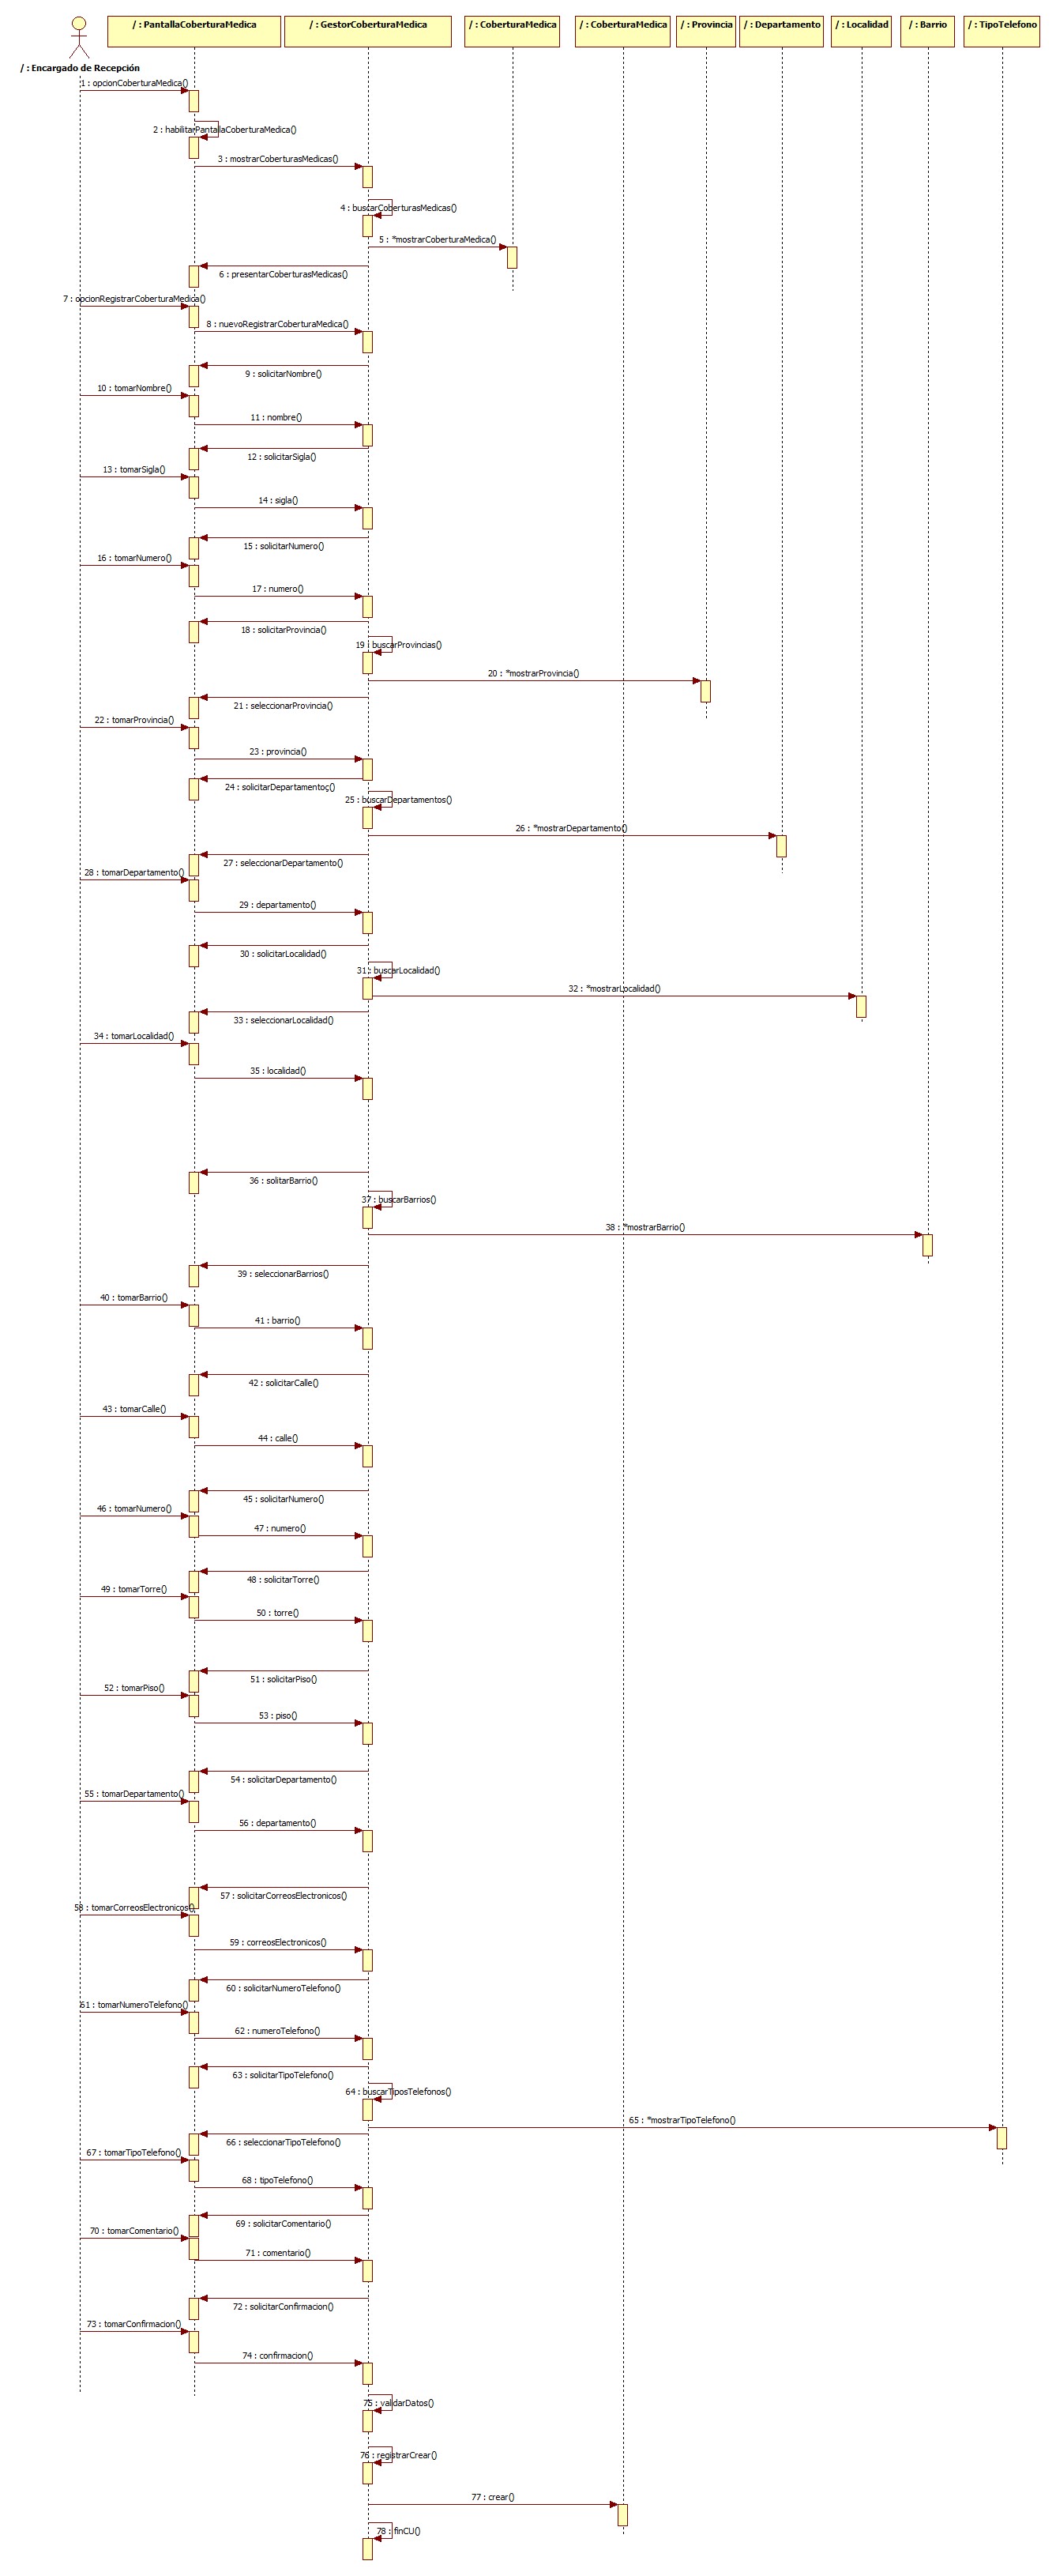 / : PantallaCoberturaMedica
/ : GestorCoberturaMedica
/ : CoberturaMedica
/ : CoberturaMedica
/ : Provincia
/ : Departamento
/ : Localidad
/ : Barrio
/ : TipoTelefono
/ : Encargado de Recepción
1 : opcionCoberturaMedica()
2 : habilitarPantallaCoberturaMedica()
3 : mostrarCoberturasMedicas()
4 : buscarCoberturasMedicas()
5 : *mostrarCoberturaMedica()
6 : presentarCoberturasMedicas()
7 : opcionRegistrarCoberturaMedica()
8 : nuevoRegistrarCoberturaMedica()
9 : solicitarNombre()
10 : tomarNombre()
11 : nombre()
12 : solicitarSigla()
13 : tomarSigla()
14 : sigla()
15 : solicitarNumero()
16 : tomarNumero()
17 : numero()
18 : solicitarProvincia()
19 : buscarProvincias()
20 : *mostrarProvincia()
21 : seleccionarProvincia()
22 : tomarProvincia()
23 : provincia()
24 : solicitarDepartamentoç()
25 : buscarDepartamentos()
26 : *mostrarDepartamento()
27 : seleccionarDepartamento()
28 : tomarDepartamento()
29 : departamento()
30 : solicitarLocalidad()
31 : buscarLocalidad()
32 : *mostrarLocalidad()
33 : seleccionarLocalidad()
34 : tomarLocalidad()
35 : localidad()
36 : solitarBarrio()
37 : buscarBarrios()
38 : *mostrarBarrio()
39 : seleccionarBarrios()
40 : tomarBarrio()
41 : barrio()
42 : solicitarCalle()
43 : tomarCalle()
44 : calle()
45 : solicitarNumero()
46 : tomarNumero()
47 : numero()
48 : solicitarTorre()
49 : tomarTorre()
50 : torre()
51 : solicitarPiso()
52 : tomarPiso()
53 : piso()
54 : solicitarDepartamento()
55 : tomarDepartamento()
56 : departamento()
57 : solicitarCorreosElectronicos()
58 : tomarCorreosElectronicos()
59 : correosElectronicos()
60 : solicitarNumeroTelefono()
61 : tomarNumeroTelefono()
62 : numeroTelefono()
63 : solicitarTipoTelefono()
64 : buscarTiposTelefonos()
65 : *mostrarTipoTelefono()
66 : seleccionarTipoTelefono()
67 : tomarTipoTelefono()
68 : tipoTelefono()
69 : solicitarComentario()
70 : tomarComentario()
71 : comentario()
72 : solicitarConfirmacion()
73 : tomarConfirmacion()
74 : confirmacion()
75 : validarDatos()
76 : registrarCrear()
77 : crear()
78 : finCU()